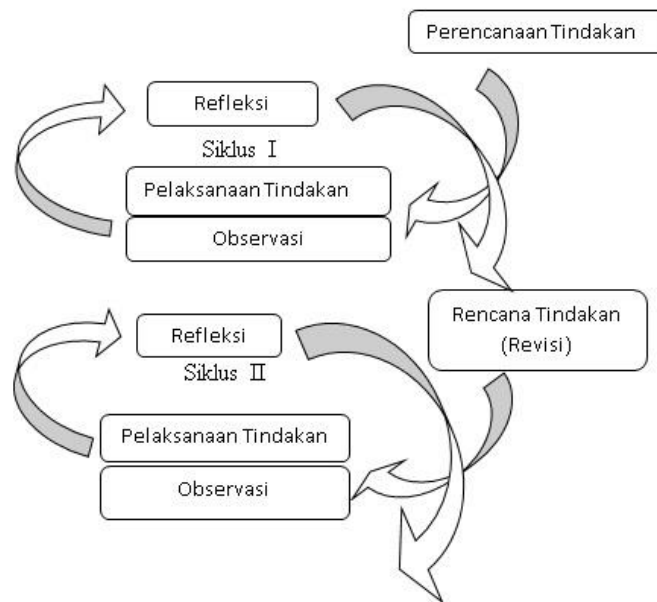 Perencanaan Tindakan
Refleksi
Siklus I
Pelaksanaan Tindakan
Observasi
Rencana Tindakan
(Revisi)
Refleksi
Siklus II
Pelaksanaan Tindakan
Observasi